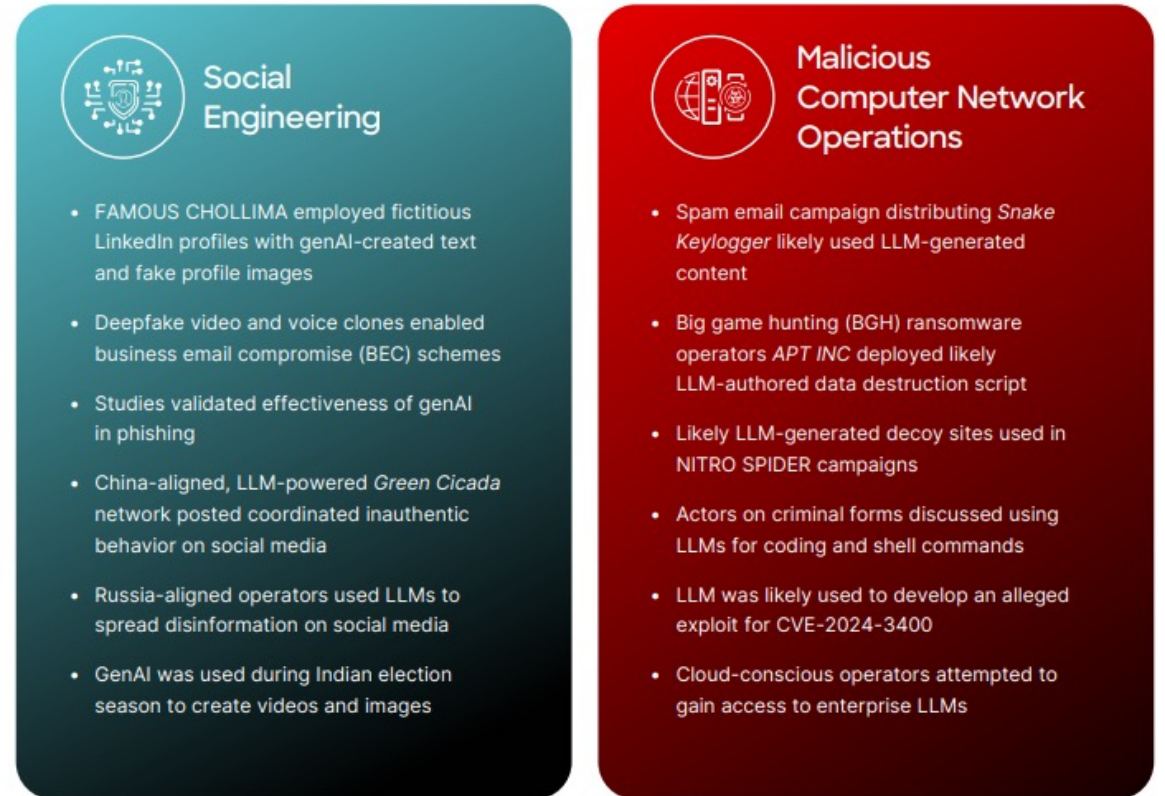 Social
Engineering
• FAMOUS CHOLLIMA employed fictitious
LinkedIn profiles with genAI-created text
and fake profile images
• Deepfake video and voice clones enabled
business email compromise (BEC) schemes
• Studies validated effectiveness of genAI
in phishing
• China-aligned, LLM-powered Green Cicada
network posted coordinated inauthentic
behavior on social media
• Russia-aligned operators used LLMs to
spread disinformation on social media
• GenAI was used during Indian election
season to create videos and images
Malicious
Computer Network
Operations
• Spam email campaign distributing Snake
Keylogger likely used LLM-generated
content
• Big game hunting (BGH) ransomware
operators APT INC deployed likely
LLM-authored data destruction script
• Likely LLM-generated decoy sites used in
NITRO SPIDER campaigns
• Actors on criminal forms discussed using
LLMs for coding and shell commands
• LLM was likely used to develop an alleged
exploit for CVE-2024-3400
• Cloud-conscious operators attempted to
gain access to enterprise LLMs